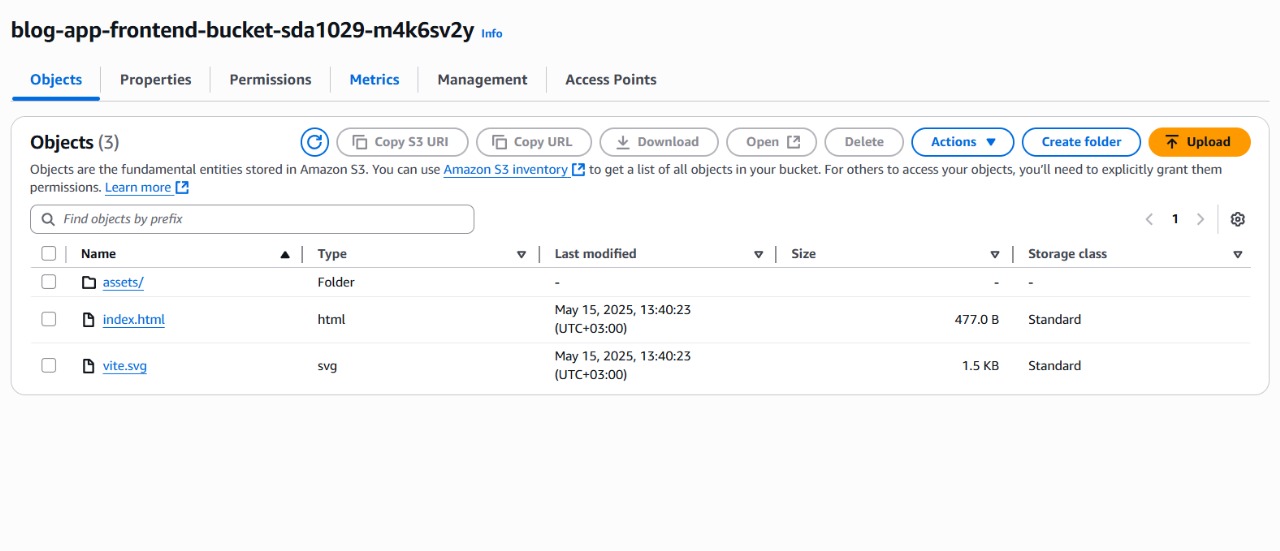 blog-app-frontend-bucket-sda1029-m4k6sv2y Info
Objects Properties Permissions Metrics Management Access Points
Objects (3) Copy S3 URI Copy URL Download Open Delete Actions Create folder Upload
Objects are the fundamental entities stored in Amazon S3. You can use Amazon S3 inventory to get a list of all objects in your bucket. For others to access your objects, you'll need to explicitly grant them
permissions. Learn more
Find objects by prefix 1
Name Type Last modified Size Storage class
assets/ Folder - - -
index.html html May 15, 2025, 13:40:23 (UTC+03:00) 477.0 B Standard
vite.svg svg May 15, 2025, 13:40:23 (UTC+03:00) 1.5 KB Standard